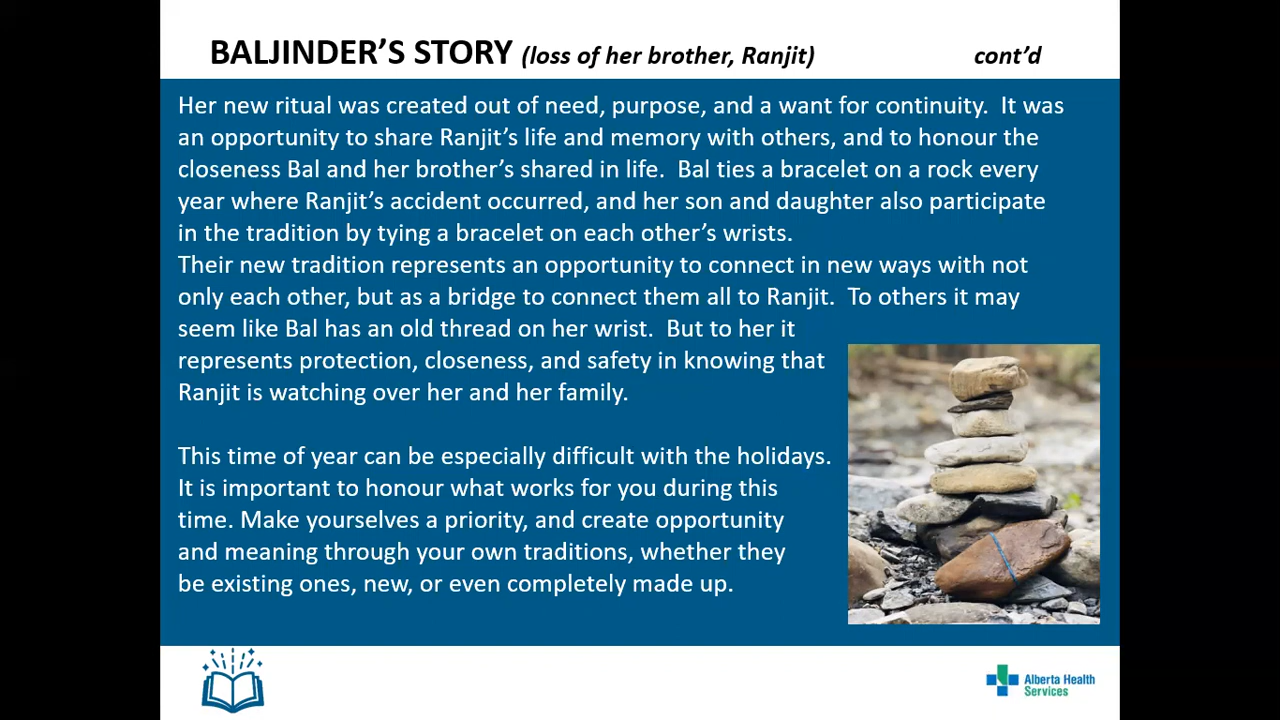 BALJINDER'S STORY (loss of her brother, Ranjit) cont'd
Her new ritual was created out of need, purpose, and a want for continuity. It was
an opportunity to share Ranjit's life and memory with others, and to honour the
closeness Bal and her brother's shared in life. Bal ties a bracelet on a rock every
year where Ranjit's accident occurred, and her son and daughter also participate
in the tradition by tying a bracelet on each other's wrists.
Their new tradition represents an opportunity to connect in new ways with not
only each other, but as a bridge to connect them all to Ranjit. To others it may
seem like Bal has an old thread on her wrist. But to her it
represents protection, closeness, and safety in knowing that
Ranjit is watching over her and her family.
This time of year can be especially difficult with the holidays.
It is important to honour what works for you during this
time. Make yourselves a priority, and create opportunity
and meaning through your own traditions, whether they
be existing ones, new, or even completely made up.
Alberta Health
Services